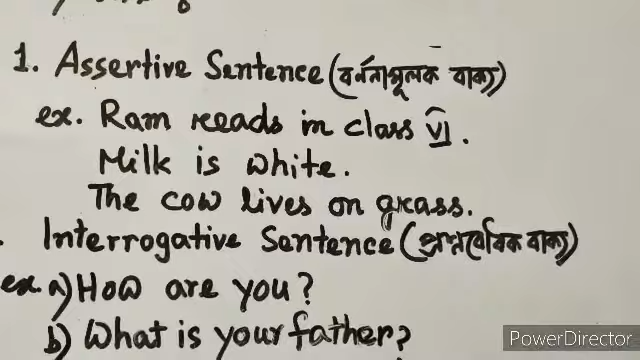 1. Assertive Sentence (বর্ননামূলক বাক্য)
ex. Ram reads in class VI.
Milk is white.
The cow lives on grass.
. Interrogative Sentence (প্রশ্নবোধক বাক্য)
ex. a) How are you?
b) What is your father?
PowerDirector